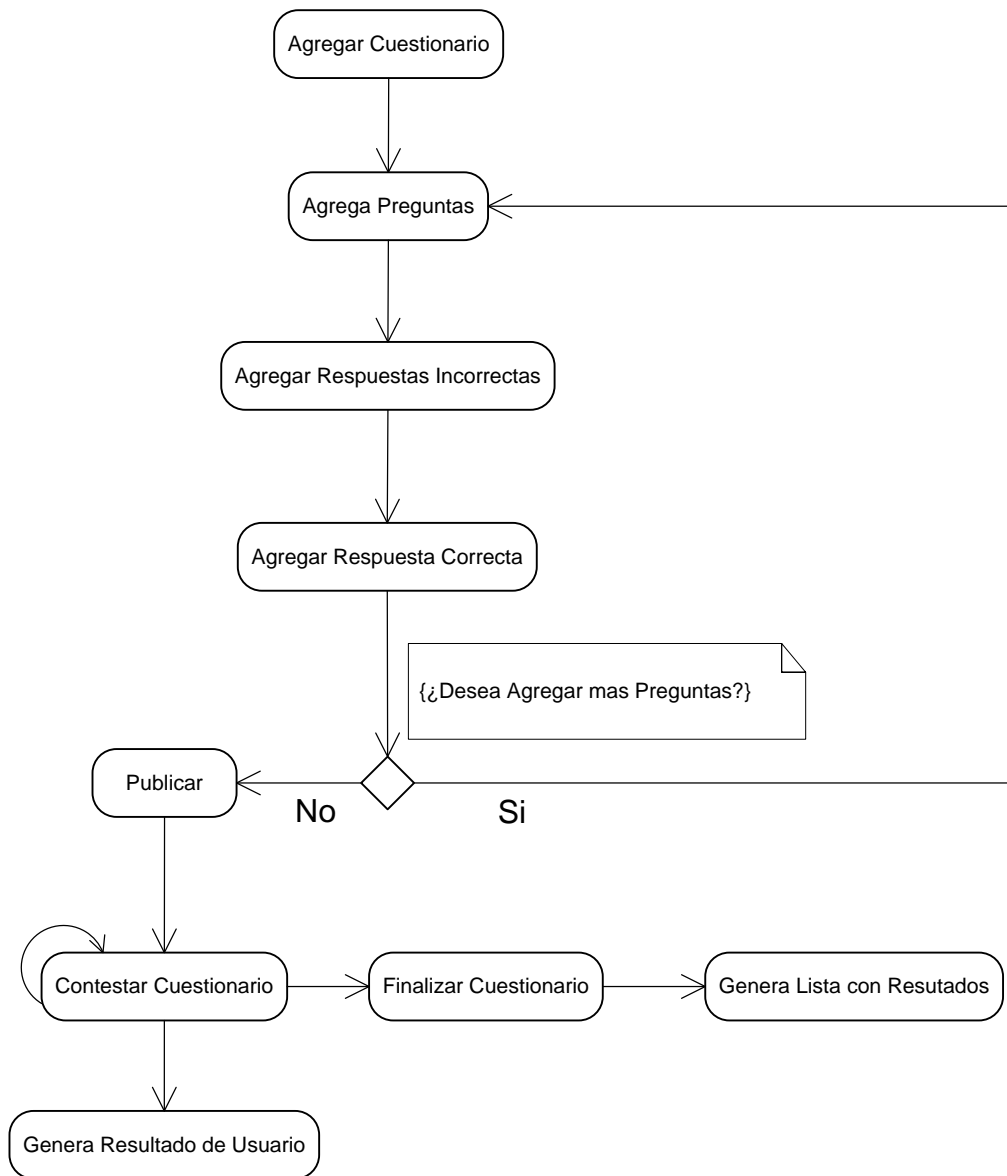 Agregar Cuestionario
Agrega Preguntas
Agregar Respuestas Incorrectas
Agregar Respuesta Correcta
{¿Desea Agregar mas Preguntas?}
Publicar
No
Si
Contestar Cuestionario
Finalizar Cuestionario
Genera Lista con Resutados
Genera Resultado de Usuario